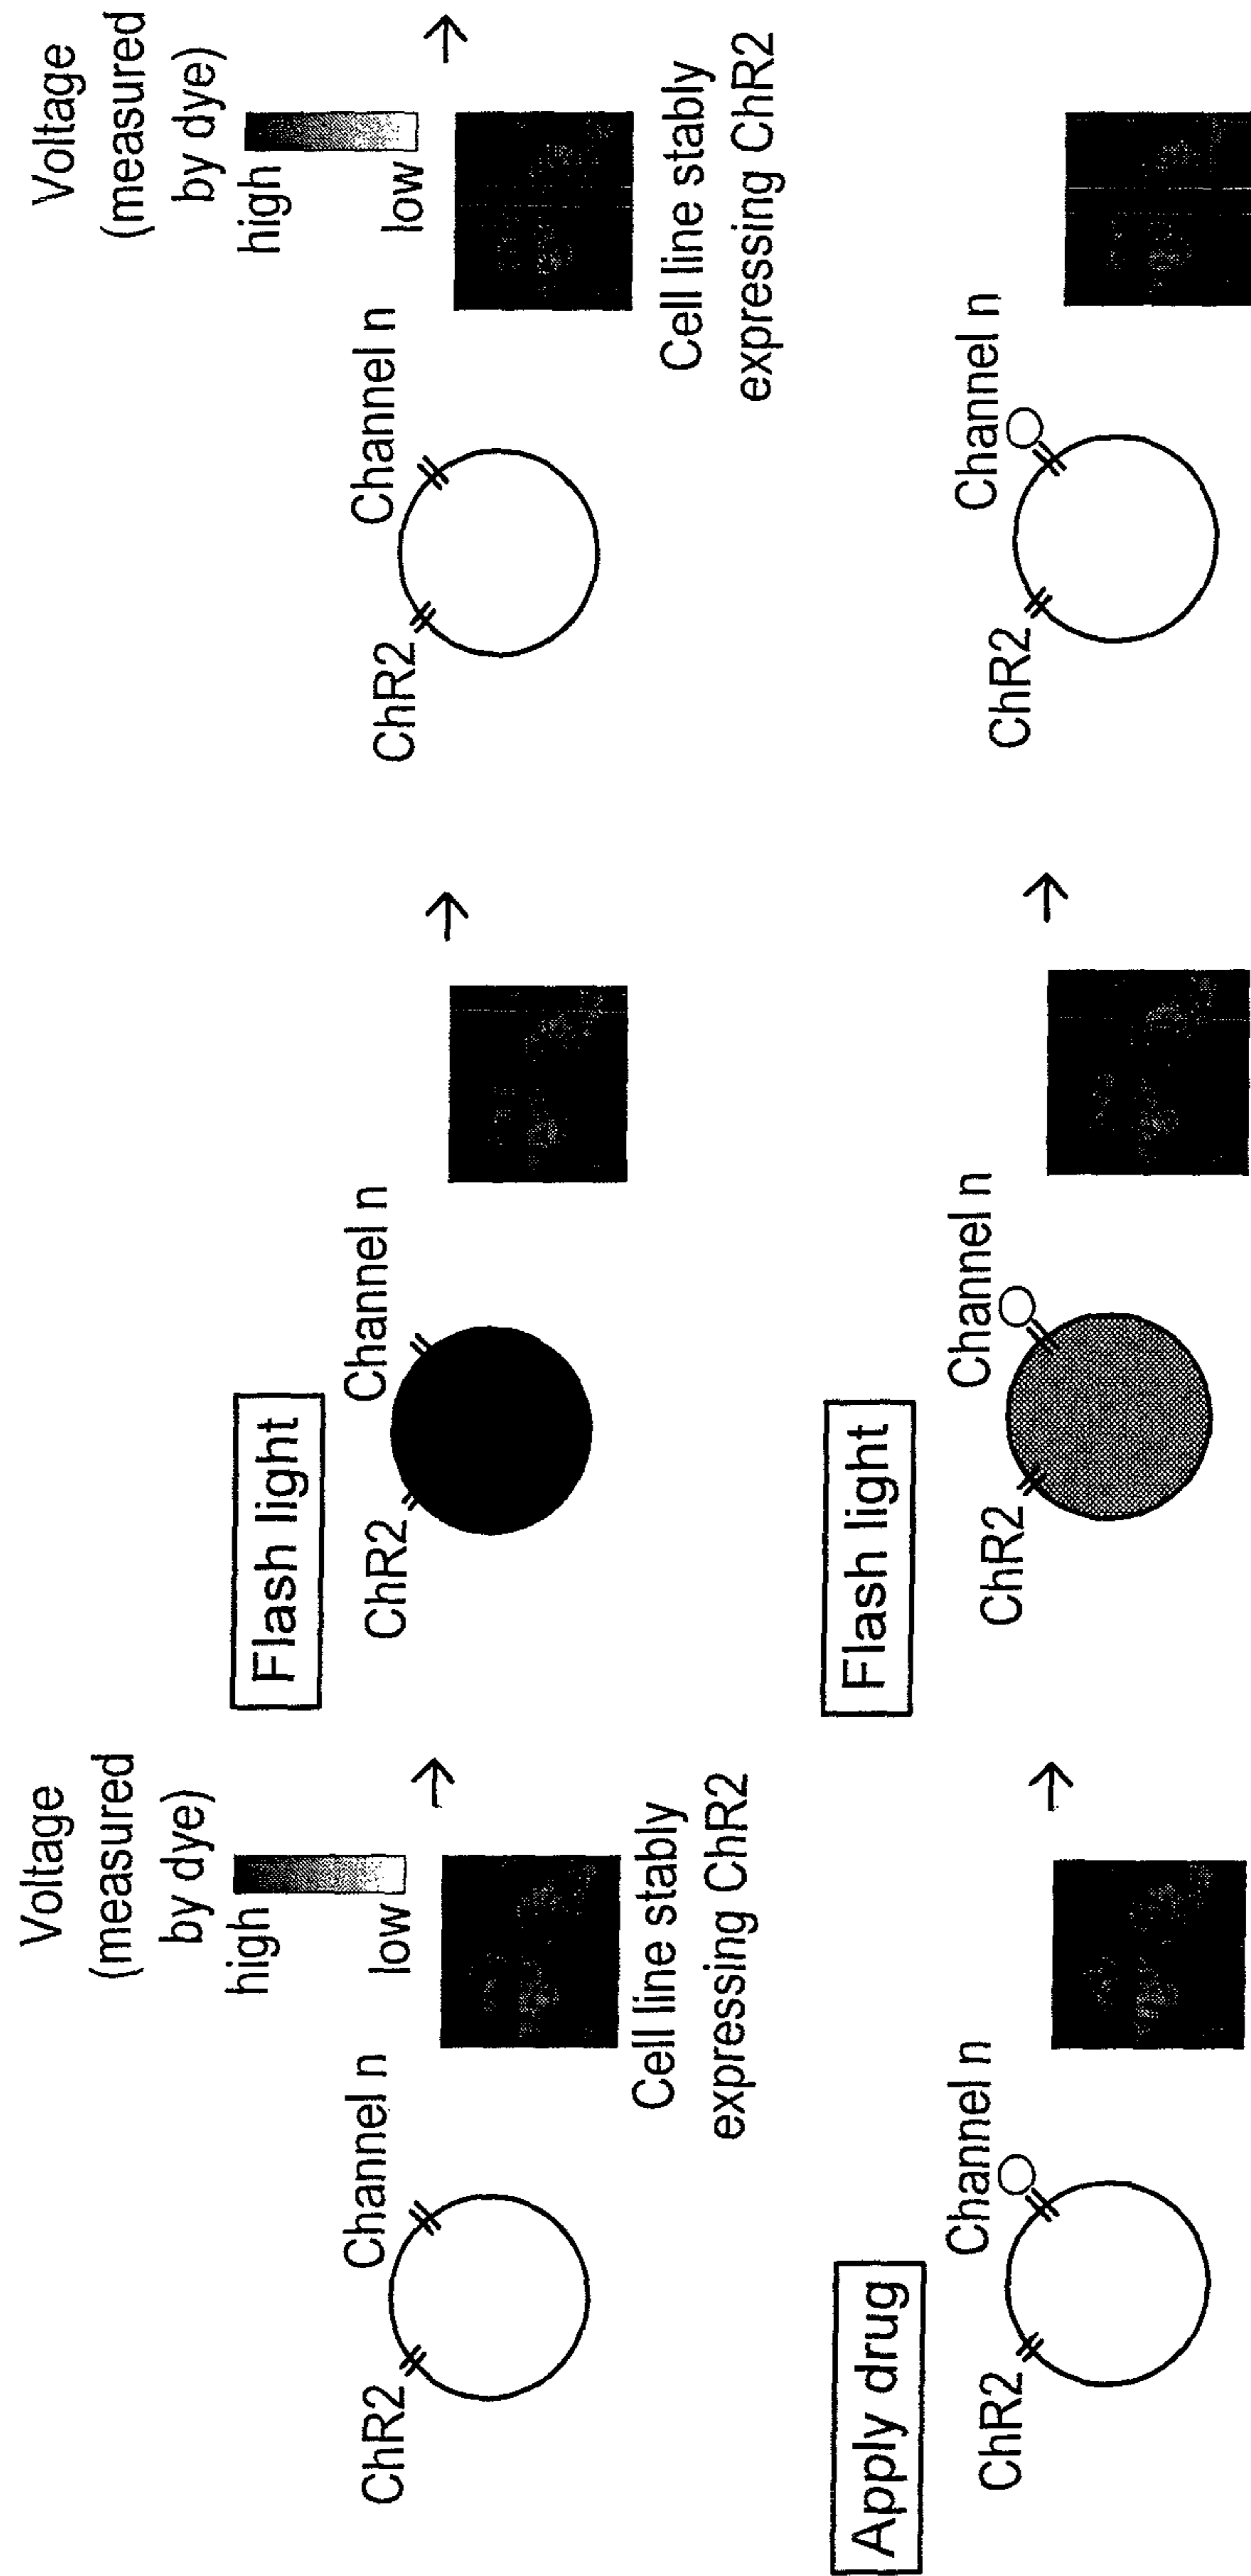 Voltage
(measured
by dye)
high
low
ChR2
Channel n
Cell line stably
expressing ChR2
Flash light
ChR2
Channel n
Voltage
(measured
by dye)
high
low
ChR2
Channel n
Cell line stably
expressing ChR2
Apply drug
ChR2
Channel n
Flash light
ChR2
Channel n
ChR2
Channel n